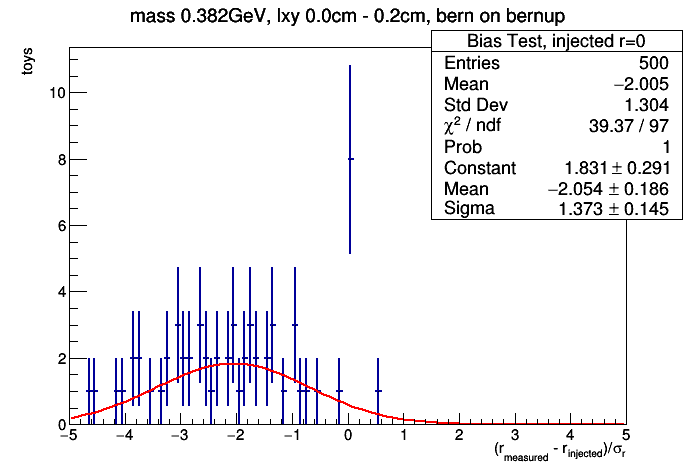 mass 0.382GeV, lxy 0.0cm - 0.2cm, bern on bernup
Bias Test, injected r=0
Entries 500
Mean −2.005
Std Dev 1.304
χ² / ndf 39.37 / 97
Prob 1
Constant 1.831 ± 0.291
Mean −2.054 ± 0.186
Sigma 1.373 ± 0.145
toys
10
8
6
4
2
0
−5 −4 −3 −2 −1 0 1 2 3 4 5
(r_measured - r_injected)/σ_r